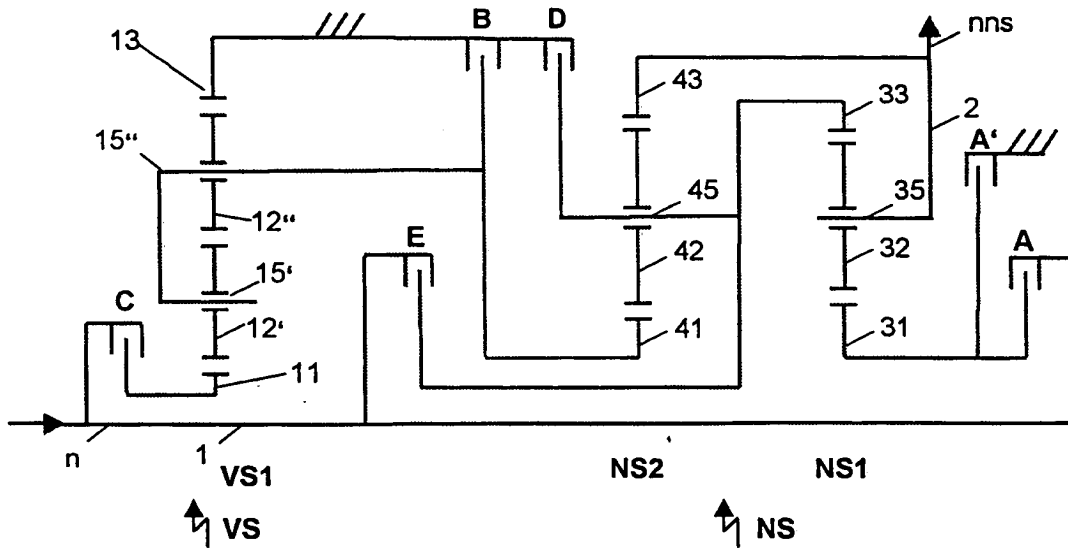 B D nns
13 43 33 2
A‘
15“
45 35 A
12“ E 42 32
15‘
C
12‘ 41 31
11
n 1 VS1 NS2 NS1
VS NS